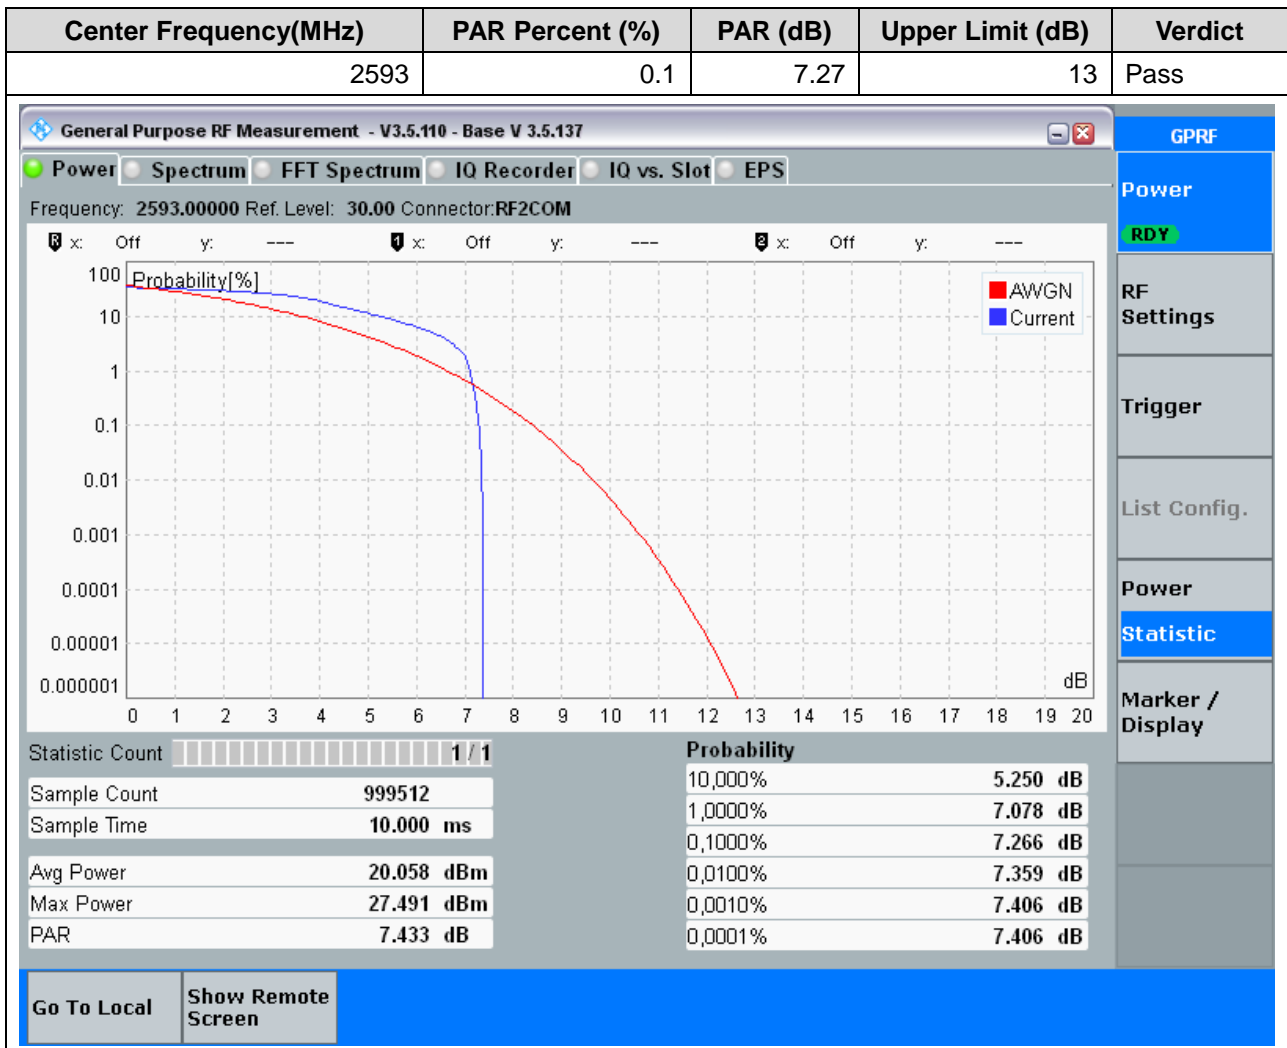 Center Frequency(MHz) PAR Percent (%) PAR (dB) Upper Limit (dB) Verdict
2593 0.1 7.27 13 Pass
General Purpose RF Measurement - V3.5.110 - Base V 3.5.137
GPRF
Power Spectrum FFT Spectrum IQ Recorder IQ vs. Slot EPS
Power
RDY
Frequency: 2593.00000 Ref. Level: 30.00 Connector:RF2COM
R x: Off y: --- 1 x: Off y: --- 2 x: Off y: ---
100 Probability[%]
AWGN
Current
10
1
0.1
0.01
0.001
0.0001
0.00001
0.000001
dB
0 1 2 3 4 5 6 7 8 9 10 11 12 13 14 15 16 17 18 19 20
RF
Settings
Trigger
List Config.
Power
Statistic
Marker /
Display
Statistic Count 1 / 1
Sample Count 999512
Sample Time 10.000 ms
Avg Power 20.058 dBm
Max Power 27.491 dBm
PAR 7.433 dB
Probability
10,000% 5.250 dB
1,0000% 7.078 dB
0,1000% 7.266 dB
0,0100% 7.359 dB
0,0010% 7.406 dB
0,0001% 7.406 dB
Go To Local
Show Remote
Screen